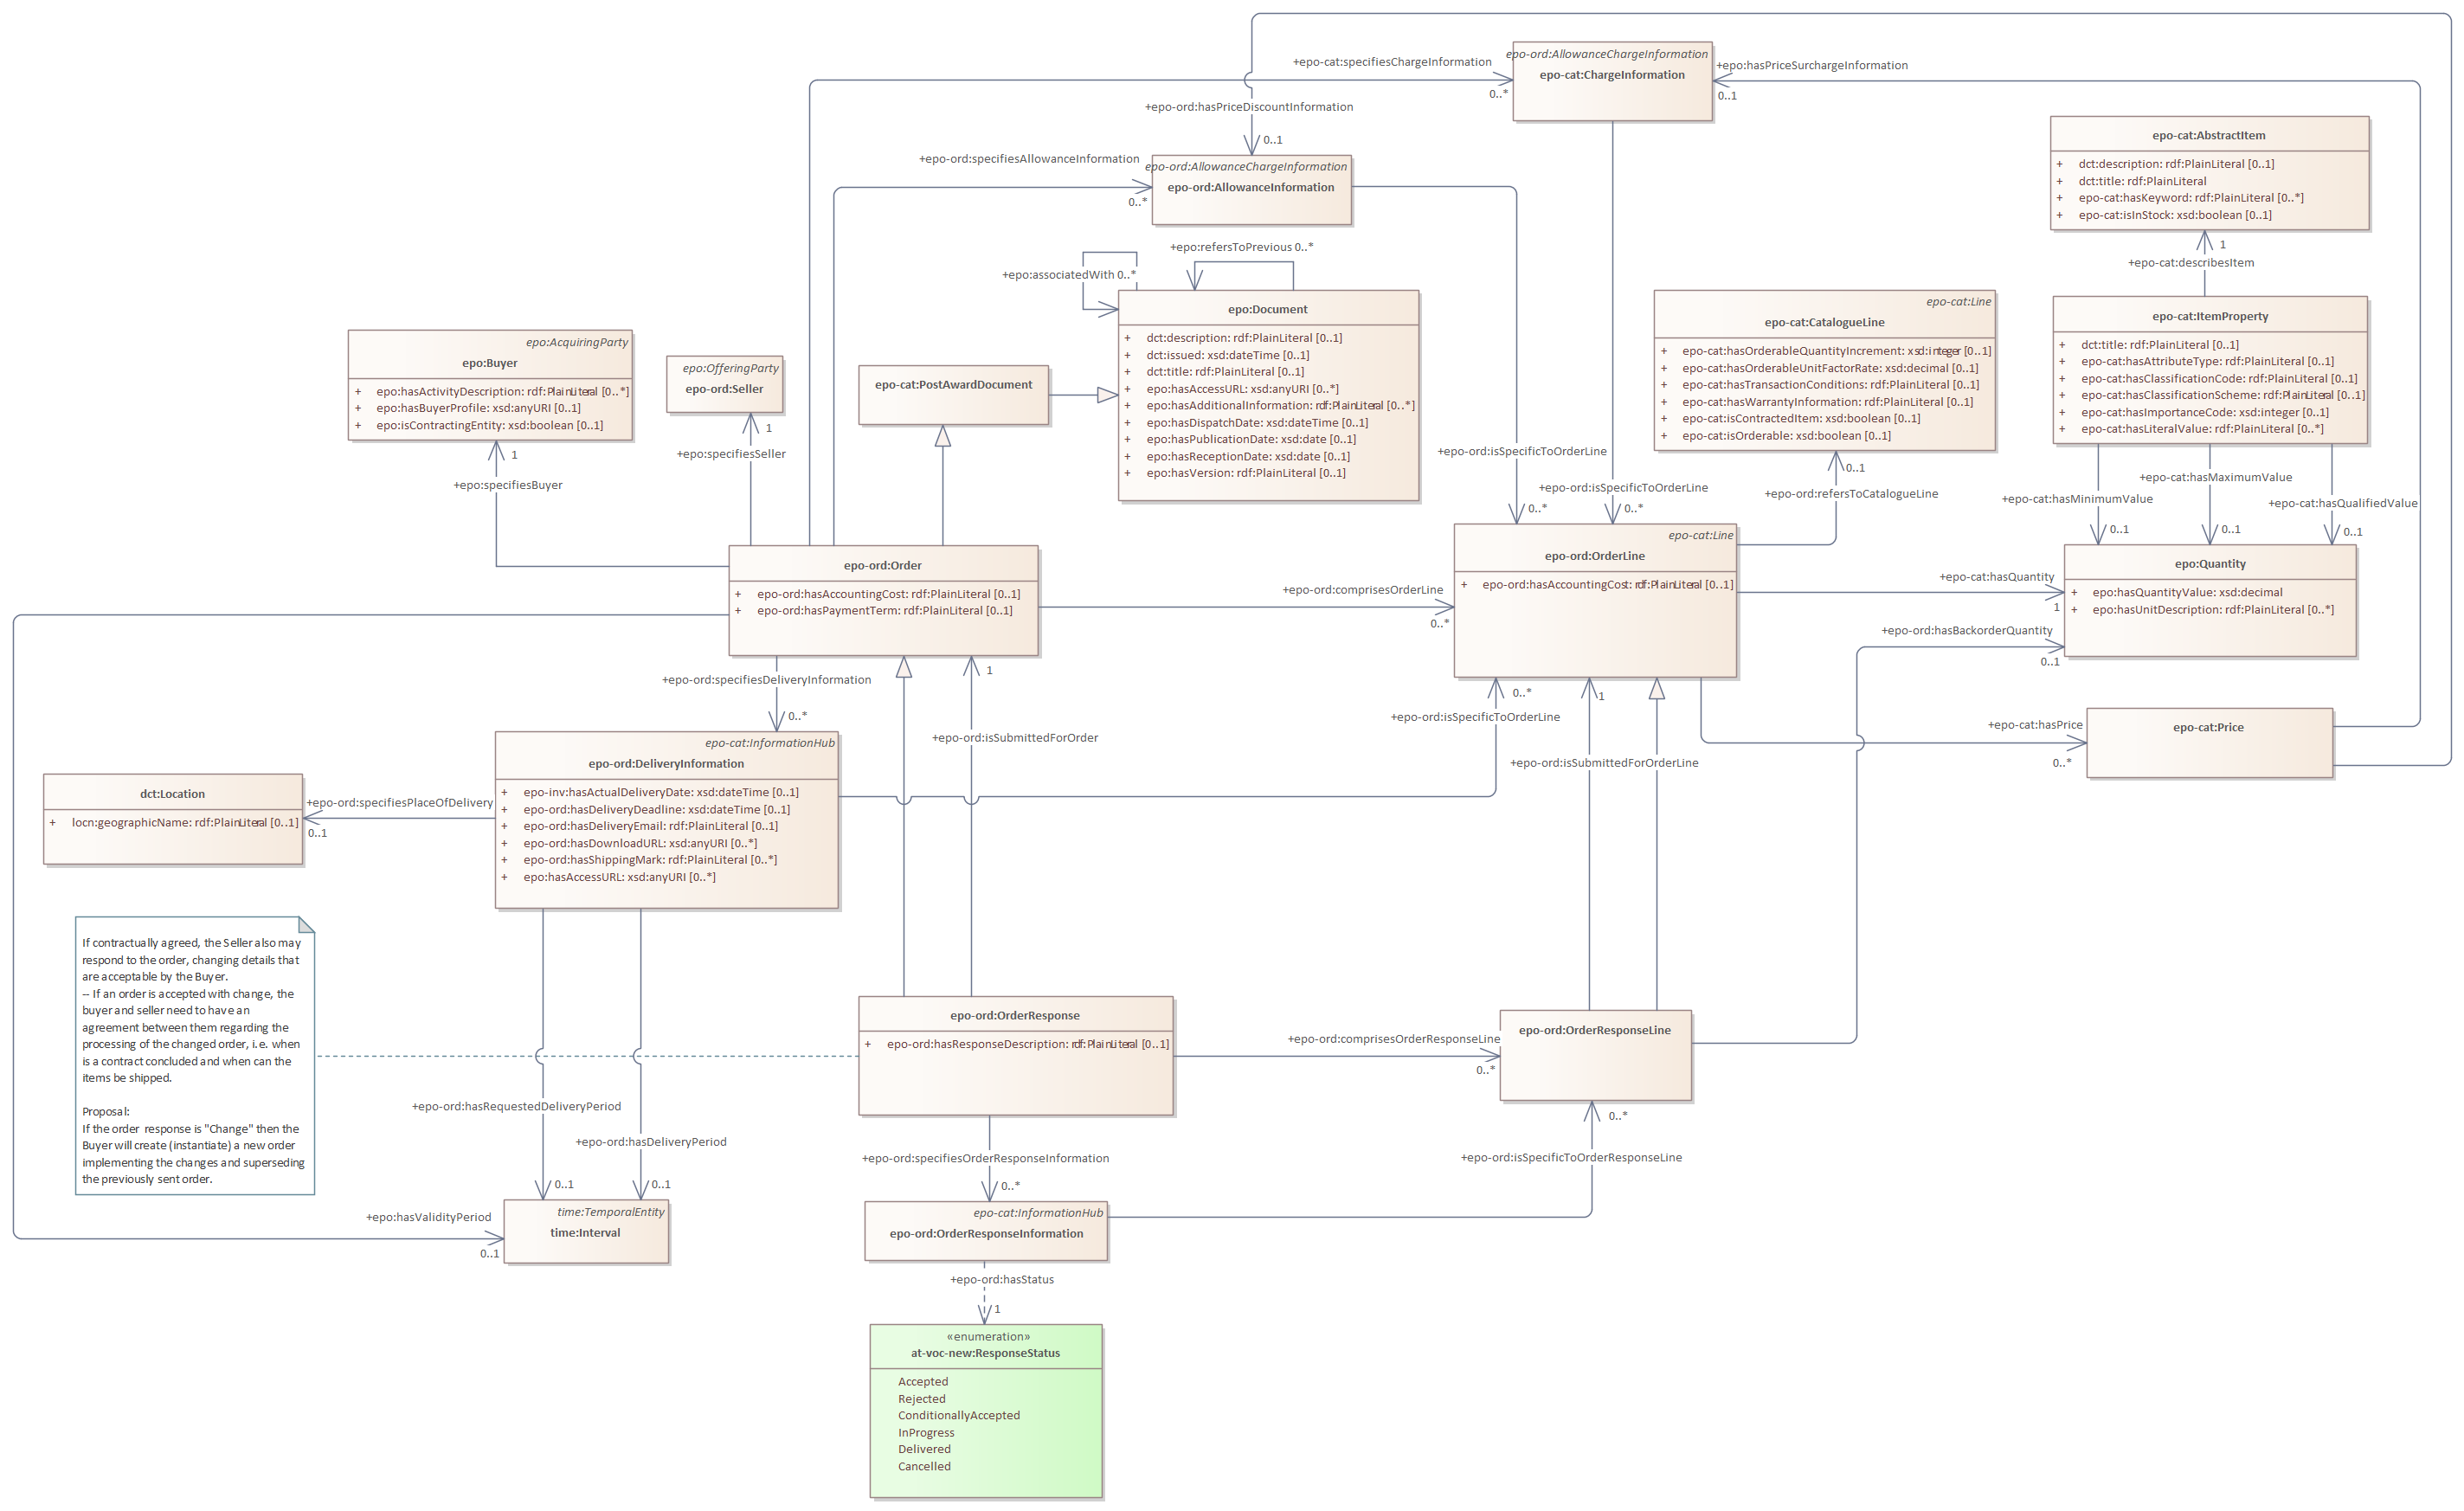 epo-ord:AllowanceChargeInformation
epo-cat:ChargeInformation
+epo-cat:specifiesChargeInformation
0..*
+epo:hasPriceSurchargeInformation
0..1
+epo-ord:hasPriceDiscountInformation
0..1
+epo-ord:specifiesAllowanceInformation
0..*
epo-ord:AllowanceChargeInformation
epo-ord:AllowanceInformation
epo-cat:AbstractItem
+ dct:description: rdf:PlainLiteral [0..1]
+ dct:title: rdf:PlainLiteral
+ epo-cat:hasKeyword: rdf:PlainLiteral [0..*]
+ epo-cat:isInStock: xsd:boolean [0..1]
1
+epo-cat:describesItem
+epo:refersToPrevious 0..*
+epo:associatedWith 0..*
epo:Document
+ dct:description: rdf:PlainLiteral [0..1]
+ dct:issued: xsd:dateTime [0..1]
+ dct:title: rdf:PlainLiteral [0..1]
+ epo:hasAccessURL: xsd:anyURI [0..*]
+ epo:hasAdditionalInformation: rdf:PlainLiteral [0..*]
+ epo:hasDispatchDate: xsd:dateTime [0..1]
+ epo:hasPublicationDate: xsd:date [0..1]
+ epo:hasReceptionDate: xsd:date [0..1]
+ epo:hasVersion: rdf:PlainLiteral [0..1]
epo-cat:Line
epo-cat:CatalogueLine
+ epo-cat:hasOrderableQuantityIncrement: xsd:integer [0..1]
+ epo-cat:hasOrderableUnitFactorRate: xsd:decimal [0..1]
+ epo-cat:hasTransactionConditions: rdf:PlainLiteral [0..1]
+ epo-cat:hasWarrantyInformation: rdf:PlainLiteral [0..1]
+ epo-cat:isContractedItem: xsd:boolean [0..1]
+ epo-cat:isOrderable: xsd:boolean [0..1]
epo-cat:ItemProperty
+ dct:title: rdf:PlainLiteral [0..1]
+ epo-cat:hasAttributeType: rdf:PlainLiteral [0..1]
+ epo-cat:hasClassificationCode: rdf:PlainLiteral [0..1]
+ epo-cat:hasClassificationScheme: rdf:PlainLiteral [0..1]
+ epo-cat:hasImportanceCode: xsd:integer [0..1]
+ epo-cat:hasLiteralValue: rdf:PlainLiteral [0..*]
epo:AcquiringParty
epo:Buyer
+ epo:hasActivityDescription: rdf:PlainLiteral [0..*]
+ epo:hasBuyerProfile: xsd:anyURI [0..1]
+ epo:isContractingEntity: xsd:boolean [0..1]
epo:OfferingParty
epo-ord:Seller
epo-cat:PostAwardDocument
1
+epo:specifiesBuyer
1
+epo:specifiesSeller
+epo-ord:isSpecificToOrderLine
0..*
+epo-ord:isSpecificToOrderLine
0..*
0..1
+epo-ord:refersToCatalogueLine
+epo-cat:hasMinimumValue
0..1
+epo-cat:hasMaximumValue
0..1
+epo-cat:hasQualifiedValue
0..1
epo-ord:Order
+ epo-ord:hasAccountingCost: rdf:PlainLiteral [0..1]
+ epo-ord:hasPaymentTerm: rdf:PlainLiteral [0..1]
+epo-ord:comprisesOrderLine
0..*
epo-cat:Line
epo-ord:OrderLine
+ epo-ord:hasAccountingCost: rdf:PlainLiteral [0..1]
+epo-cat:hasQuantity
1
epo:Quantity
+ epo:hasQuantityValue: xsd:decimal
+ epo:hasUnitDescription: rdf:PlainLiteral [0..*]
+epo-ord:hasBackorderQuantity
0..1
+epo-ord:specifiesDeliveryInformation
0..*
1
+epo-ord:isSubmittedForOrder
0..*
+epo-ord:isSpecificToOrderLine
1
+epo-ord:isSubmittedForOrderLine
+epo-cat:hasPrice
0..*
epo-cat:Price
epo-cat:InformationHub
epo-ord:DeliveryInformation
+ epo-inv:hasActualDeliveryDate: xsd:dateTime [0..1]
+ epo-ord:hasDeliveryDeadline: xsd:dateTime [0..1]
+ epo-ord:hasDeliveryEmail: rdf:PlainLiteral [0..1]
+ epo-ord:hasDownloadURL: xsd:anyURI [0..*]
+ epo-ord:hasShippingMark: rdf:PlainLiteral [0..*]
+ epo:hasAccessURL: xsd:anyURI [0..*]
dct:Location
+ locn:geographicName: rdf:PlainLiteral [0..1]
+epo-ord:specifiesPlaceOfDelivery
0..1
If contractually agreed, the Seller also may
respond to the order, changing details that
are acceptable by the Buyer.
-- If an order is accepted with change, the
buyer and seller need to have an
agreement between them regarding the
processing of the changed order, i.e. when
is a contract concluded and when can the
items be shipped.
Proposal:
If the order  response is "Change" then the
Buyer will create (instantiate) a new order
implementing the changes and superseding
the previously sent order.
epo-ord:OrderResponse
+ epo-ord:hasResponseDescription: rdf:PlainLiteral [0..1]
+epo-ord:comprisesOrderResponseLine
0..*
epo-ord:OrderResponseLine
+epo-ord:hasRequestedDeliveryPeriod
0..1
+epo-ord:hasDeliveryPeriod
0..1
+epo:hasValidityPeriod
0..1
time:TemporalEntity
time:Interval
+epo-ord:specifiesOrderResponseInformation
0..*
0..*
+epo-ord:isSpecificToOrderResponseLine
epo-cat:InformationHub
epo-ord:OrderResponseInformation
+epo-ord:hasStatus
1
«enumeration»
at-voc-new:ResponseStatus
Accepted
Rejected
ConditionallyAccepted
InProgress
Delivered
Cancelled